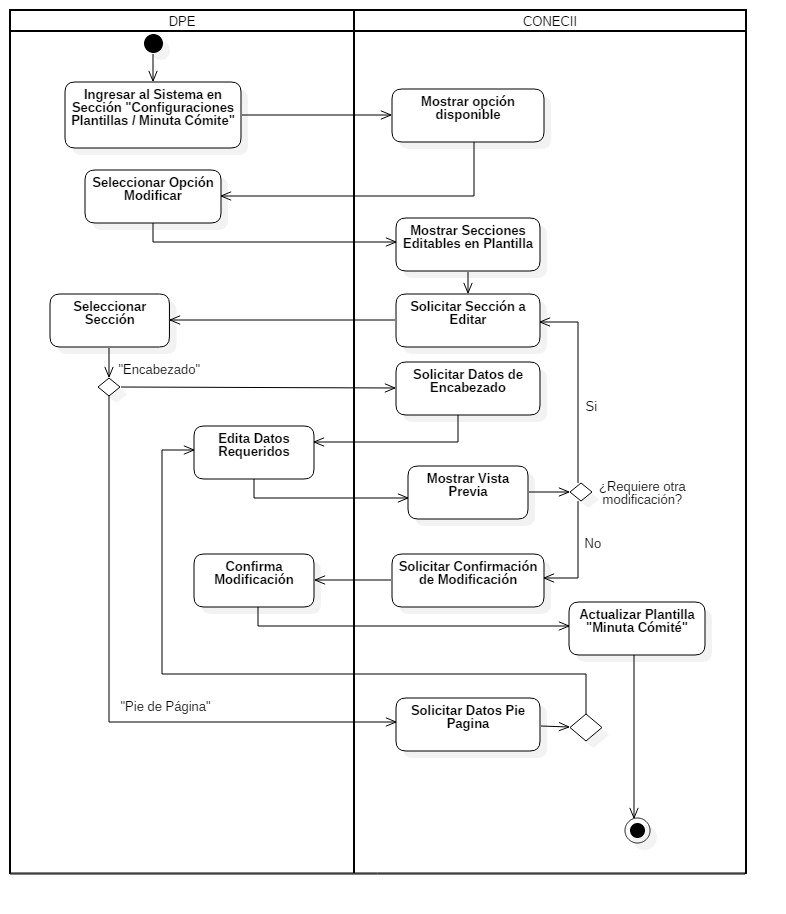 DPE
CONECII
Ingresar al Sistema en
Sección "Configuraciones
Plantillas / Minuta Cómite"
Mostrar opción
disponible
Seleccionar Opción
Modificar
Mostrar Secciones
Editables en Plantilla
Seleccionar
Sección
Solicitar Sección a
Editar
"Encabezado"
Solicitar Datos de
Encabezado
Si
Edita Datos
Requeridos
Mostrar Vista
Previa
¿Requiere otra
modificación?
No
Confirma
Modificación
Solicitar Confirmación
de Modificación
Actualizar Plantilla
"Minuta Cómité"
"Pie de Página"
Solicitar Datos Pie
Pagina